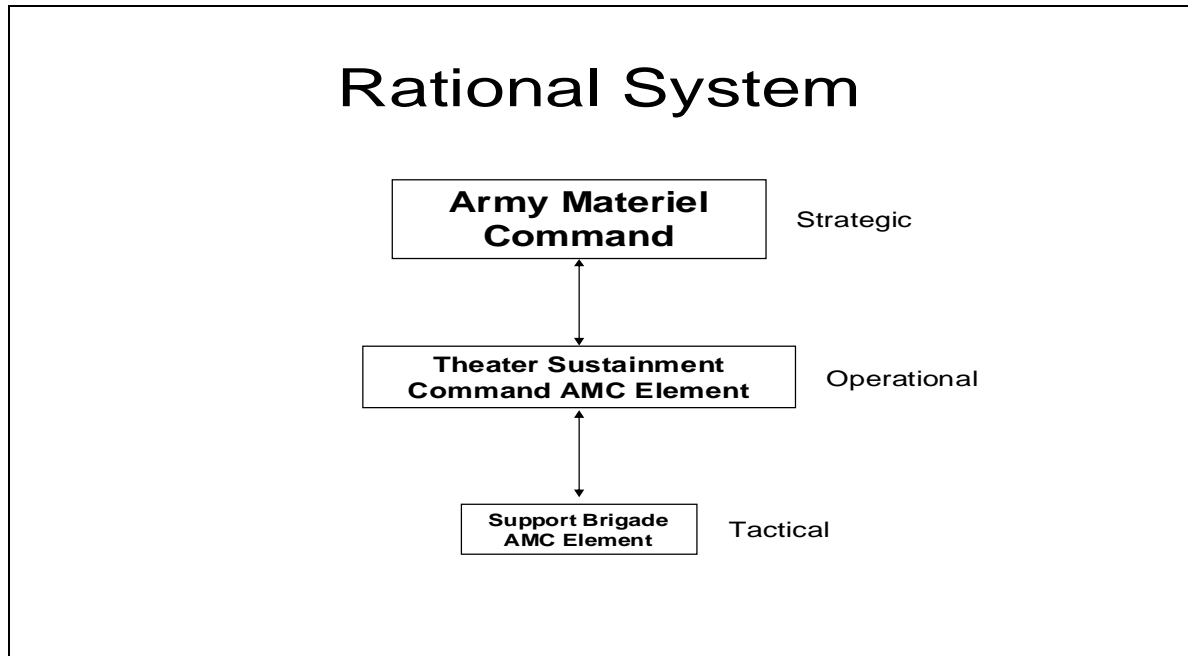 Rational System
Army Materiel
Command
Strategic
Theater Sustainment
Command AMC Element
Operational
Support Brigade
AMC Element
Tactical